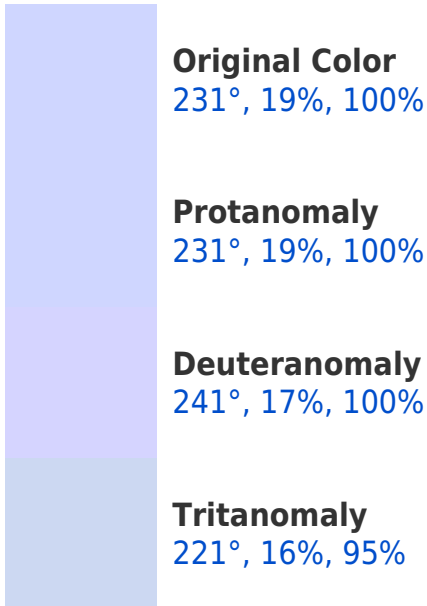 Original Color
231°, 19%, 100%
Protanomaly
231°, 19%, 100%
Deuteranomaly
241°, 17%, 100%
Tritanomaly
221°, 16%, 95%